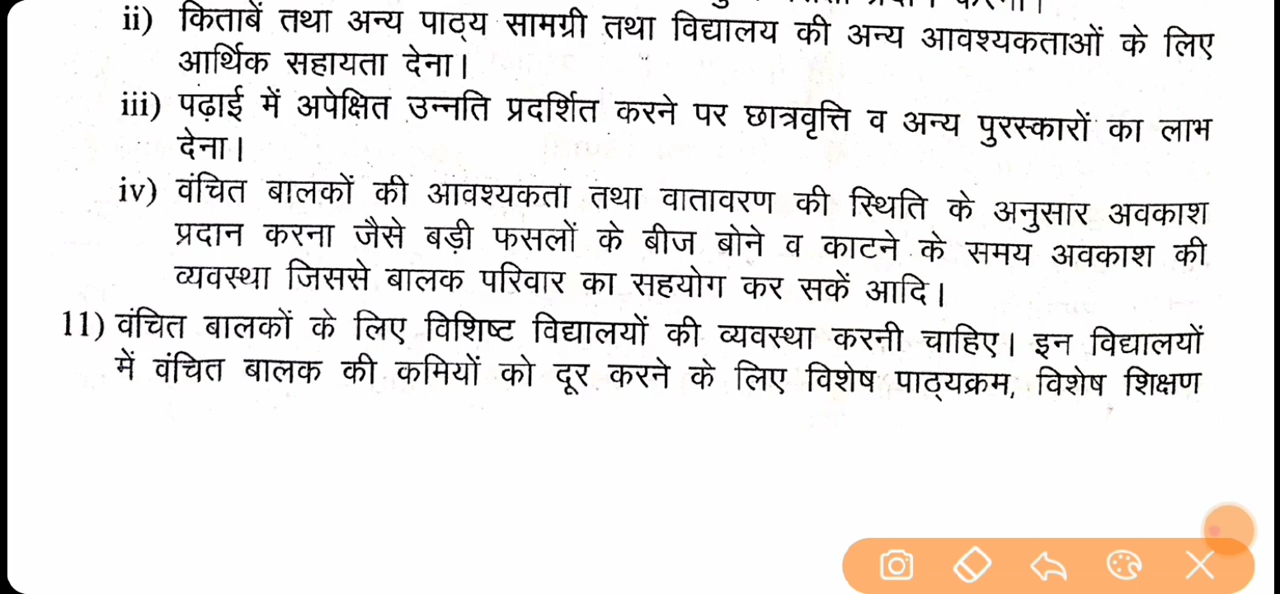 ii) किताबें तथा अन्य पाठ्य सामग्री तथा विद्यालय की अन्य आवश्यकताओं के लिए
आर्थिक सहायता देना।
iii) पढ़ाई में अपेक्षित उन्नति प्रदर्शित करने पर छात्रवृत्ति व अन्य पुरस्कारों का लाभ
देना।
iv) वंचित बालकों की आवश्यकता तथा वातावरण की स्थिति के अनुसार अवकाश
प्रदान करना जैसे बड़ी फसलों के बीज बोने व काटने के समय अवकाश की
व्यवस्था जिससे बालक परिवार का सहयोग कर सकें आदि।
11) वंचित बालकों के लिए विशिष्ट विद्यालयों की व्यवस्था करनी चाहिए। इन विद्यालयों
में वंचित बालक की कमियों को दूर करने के लिए विशेष पाठ्यक्रम, विशेष शिक्षण